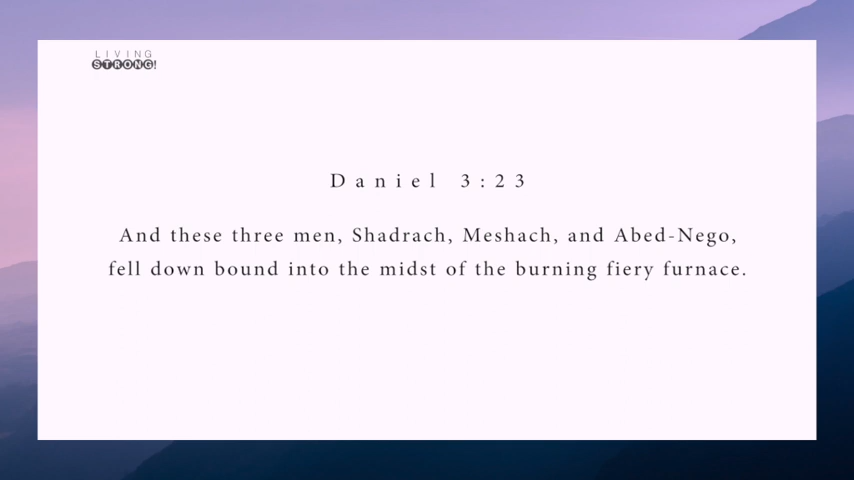 LIVING
STRONG!
Daniel 3:23
And these three men, Shadrach, Meshach, and Abed-Nego,
fell down bound into the midst of the burning fiery furnace.